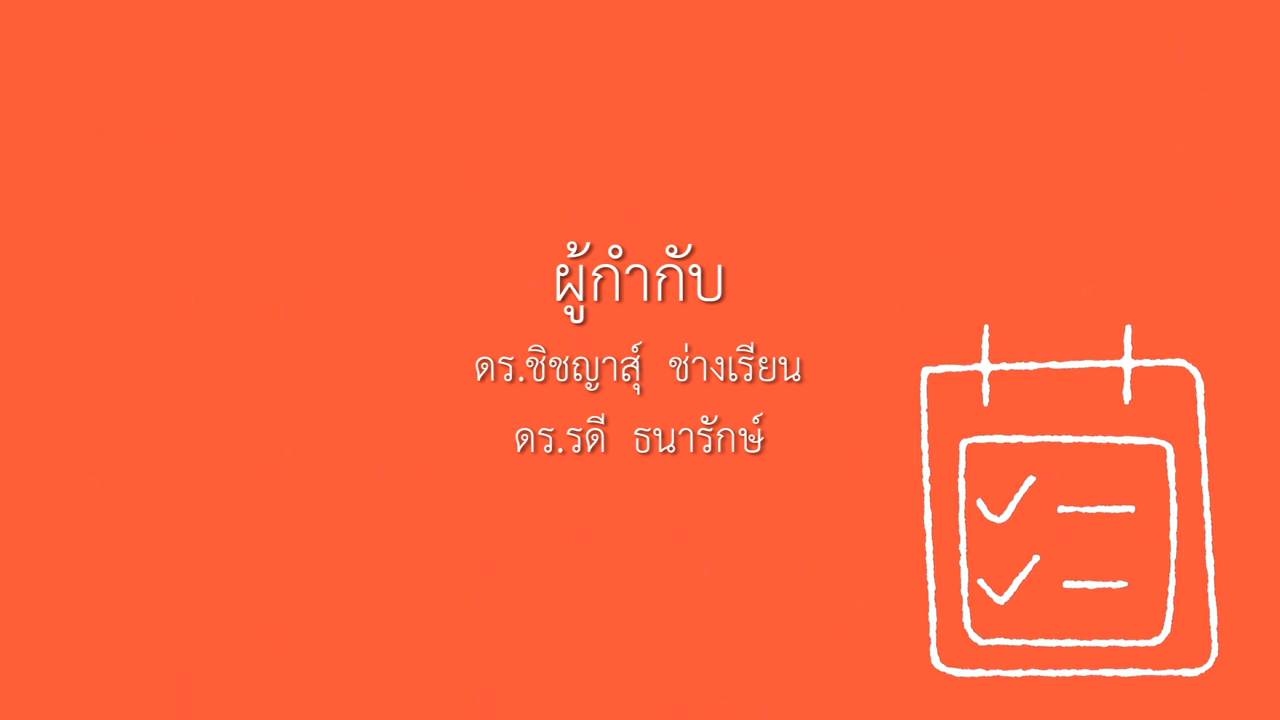 ผู้กำกับ
ดร.ชิชญาสุ์ ช่างเรียน
ดร.รดี ธนารักษ์